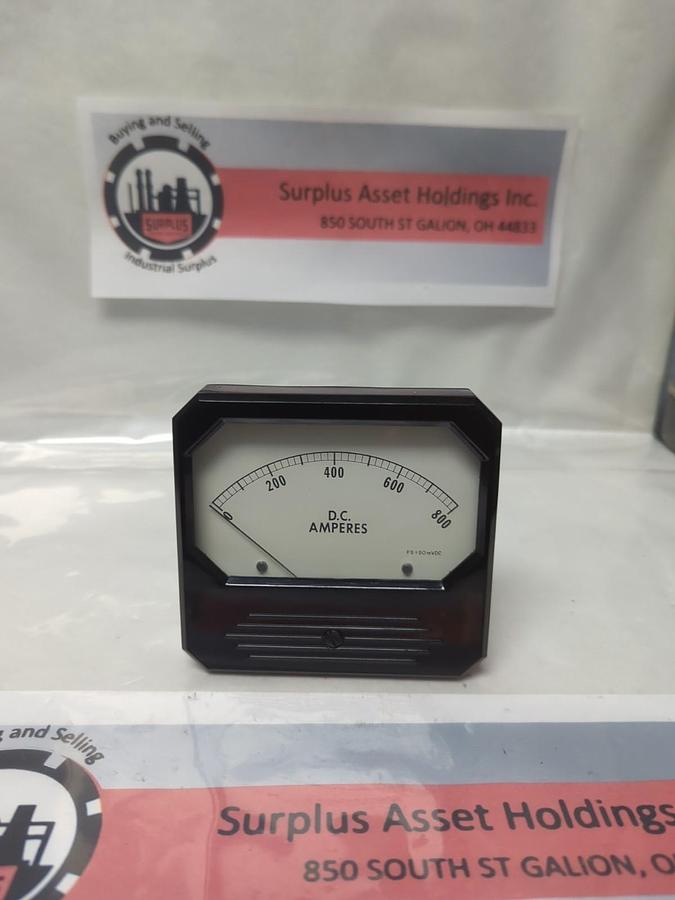 Buying and Selling
SURPLUS
Industrial Surplus
Surplus Asset Holdings Inc.
850 SOUTH ST GALION, OH 44833
0 200 400 600 800
D.C.
AMPERES
FS=50mVDC
and Selling
Surplus Asset Holdings
850 SOUTH ST GALION, O